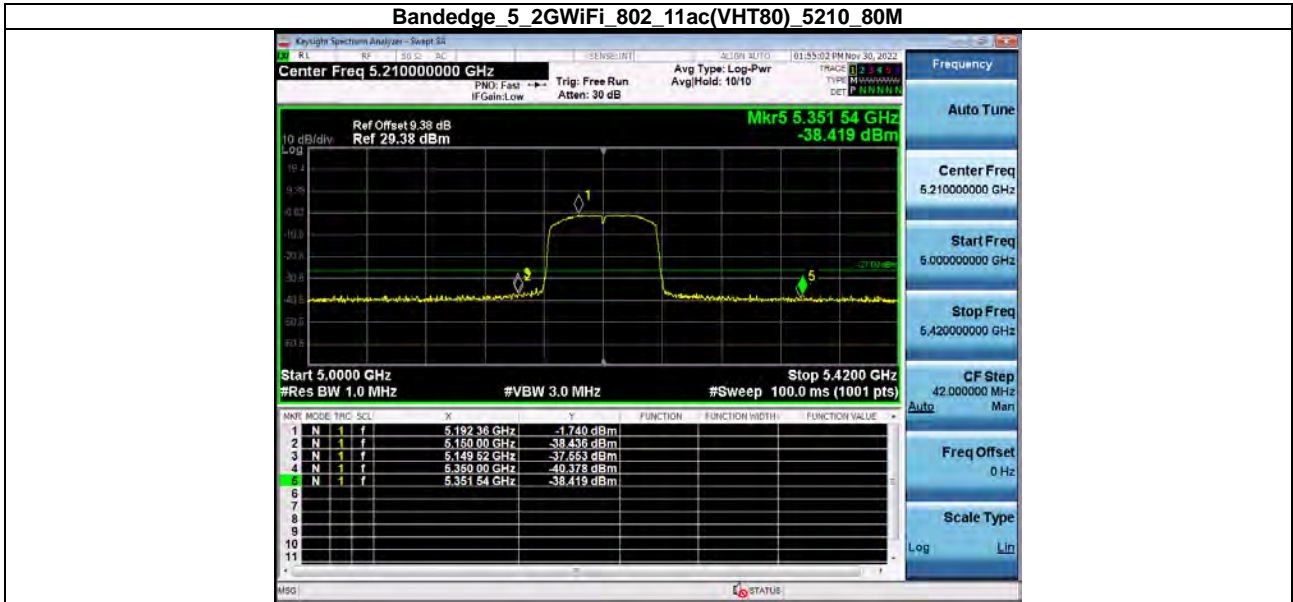 Bandedge_5_2GWiFi_802_11ac(VHT80)_5210_80M
Keysight Spectrum Analyzer - Swept SA
RL RF 50 Ω AC SENSE:INT ALIGN AUTO 01:55:02 PM Nov 30, 2022
Center Freq 5.210000000 GHz
PNO: Fast
IFGain:Low
Trig: Free Run
Atten: 30 dB
Avg Type: Log-Pwr
Avg|Hold: 10/10
TRACE 1 2 3 4 5
TYPE M
DET P N N N N N
Frequency
Auto Tune
Center Freq
5.210000000 GHz
Start Freq
5.000000000 GHz
Stop Freq
5.420000000 GHz
CF Step
42.000000 MHz
Auto Man
Freq Offset
0 Hz
Scale Type
Log Lin
Mkr5 5.351 54 GHz
-38.419 dBm
Ref Offset 9.38 dB
10 dB/div Ref 29.38 dBm
Log
1
2
5
Start 5.0000 GHz Stop 5.4200 GHz
#Res BW 1.0 MHz #VBW 3.0 MHz #Sweep 100.0 ms (1001 pts)
MKR MODE TRC SCL X Y FUNCTION FUNCTION WIDTH FUNCTION VALUE
1 N 1 f 5.192 36 GHz -1.740 dBm
2 N 1 f 5.150 00 GHz -38.436 dBm
3 N 1 f 5.149 52 GHz -37.553 dBm
4 N 1 f 5.350 00 GHz -40.378 dBm
5 N 1 f 5.351 54 GHz -38.419 dBm
6
7
8
9
10
11
MSG STATUS